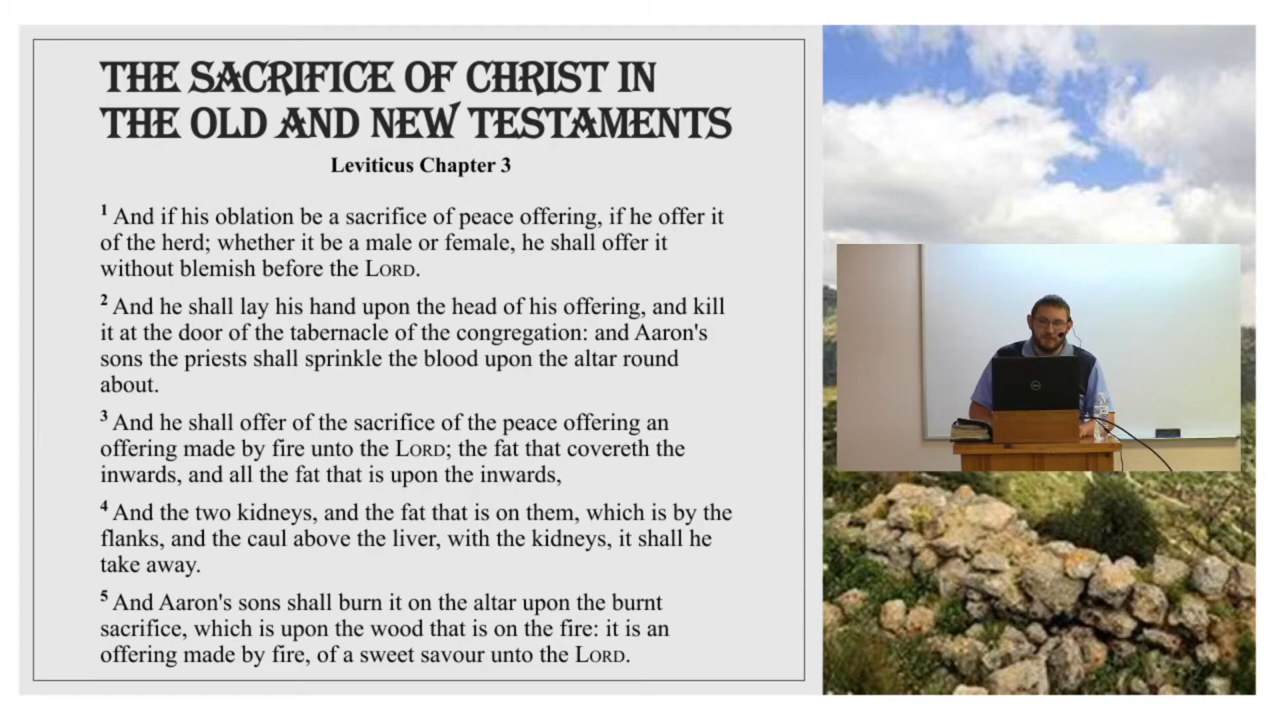 THE SACRIFICE OF CHRIST IN
THE OLD AND NEW TESTAMENTS
Leviticus Chapter 3
1 And if his oblation be a sacrifice of peace offering, if he offer it
of the herd; whether it be a male or female, he shall offer it
without blemish before the LORD.
2 And he shall lay his hand upon the head of his offering, and kill
it at the door of the tabernacle of the congregation: and Aaron's
sons the priests shall sprinkle the blood upon the altar round
about.
3 And he shall offer of the sacrifice of the peace offering an
offering made by fire unto the LORD; the fat that covereth the
inwards, and all the fat that is upon the inwards,
4 And the two kidneys, and the fat that is on them, which is by the
flanks, and the caul above the liver, with the kidneys, it shall he
take away.
5 And Aaron's sons shall burn it on the altar upon the burnt
sacrifice, which is upon the wood that is on the fire: it is an
offering made by fire, of a sweet savour unto the LORD.